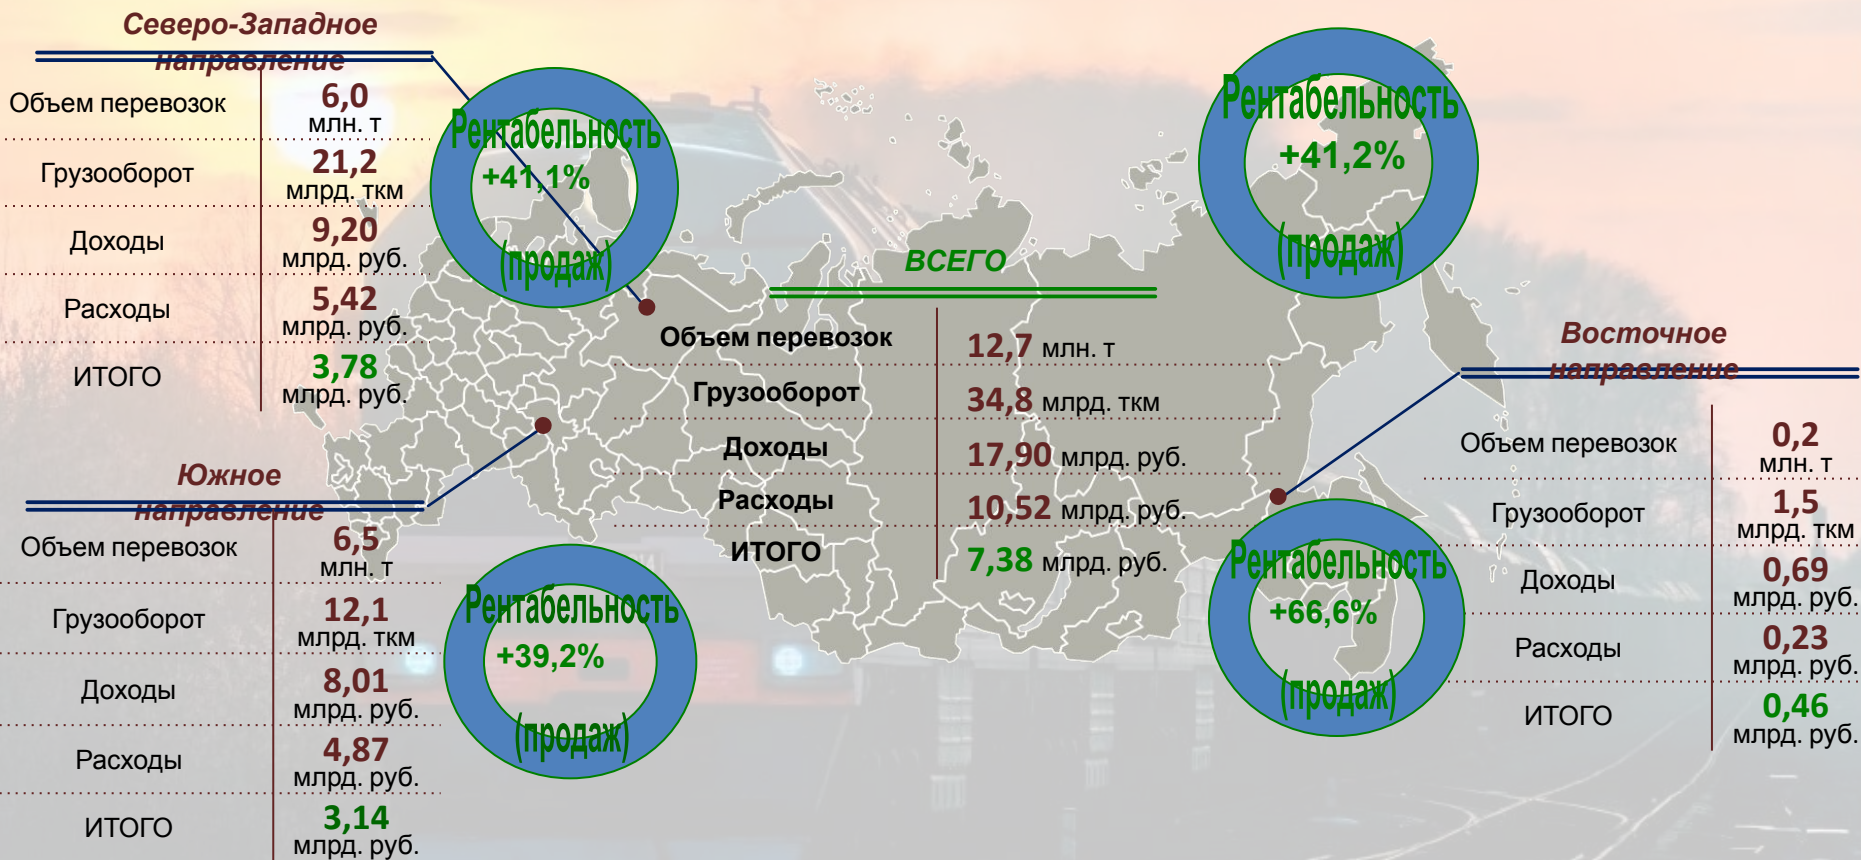 Северо-Западное
направление
Объем перевозок
6,0
млн. т
Грузооборот
21,2
млрд. ткм
Доходы
9,20
млрд. руб.
Расходы
5,42
млрд. руб.
ИТОГО
3,78
млрд. руб.
Рентабельность
+41,1%
(продаж)
Рентабельность
+41,2%
(продаж)
ВСЕГО
Объем перевозок
12,7 млн. т
Грузооборот
34,8 млрд. ткм
Доходы
17,90 млрд. руб.
Расходы
10,52 млрд. руб.
ИТОГО
7,38 млрд. руб.
Восточное
направление
Объем перевозок
0,2
млн. т
Грузооборот
1,5
млрд. ткм
Доходы
0,69
млрд. руб.
Расходы
0,23
млрд. руб.
ИТОГО
0,46
млрд. руб.
Рентабельность
+66,6%
(продаж)
Южное
направление
Объем перевозок
6,5
млн. т
Грузооборот
12,1
млрд. ткм
Доходы
8,01
млрд. руб.
Расходы
4,87
млрд. руб.
ИТОГО
3,14
млрд. руб.
Рентабельность
+39,2%
(продаж)